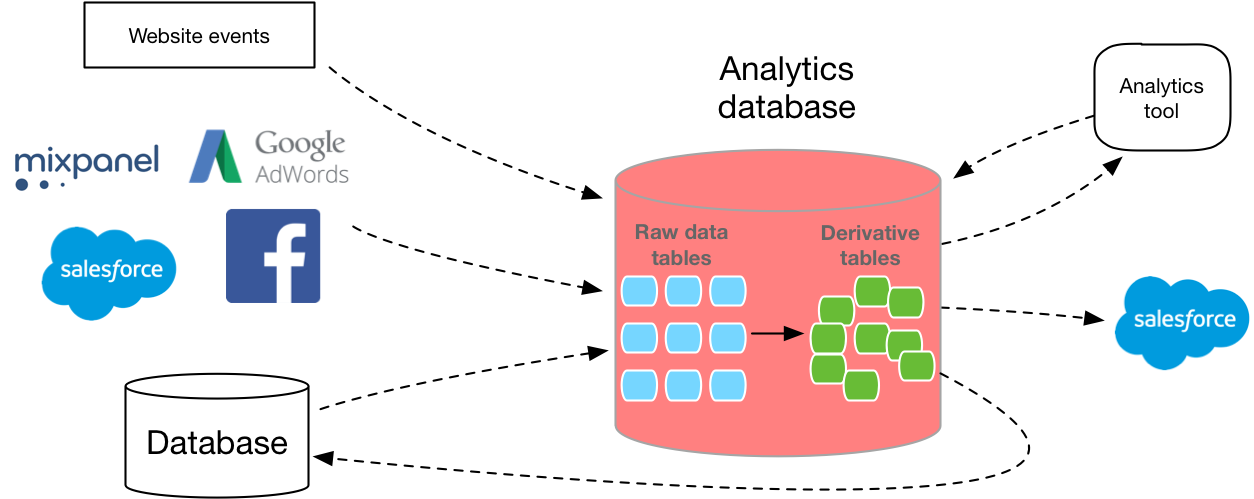 Website events
mixpanel
Google
AdWords
salesforce
Database
Analytics
database
Raw data
tables
Derivative
tables
Analytics
tool
salesforce